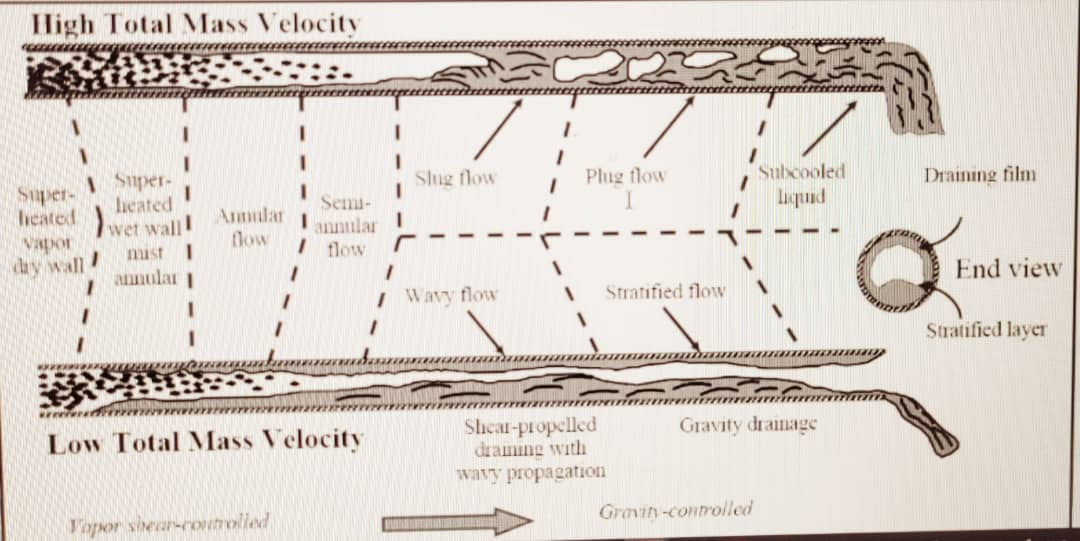 High Total Mass Velocity
Super-
heated
vapor
dry wall
Super-
heated
wet wall
mist
annular
Annular
flow
Semi-
annular
flow
Slug flow
Plug flow
Subcooled
liquid
Draining film
Wavy flow
Stratified flow
End view
Stratified layer
Low Total Mass Velocity
Shear-propelled
draining with
wavy propagation
Gravity drainage
Vapor shear-controlled
Gravity-controlled